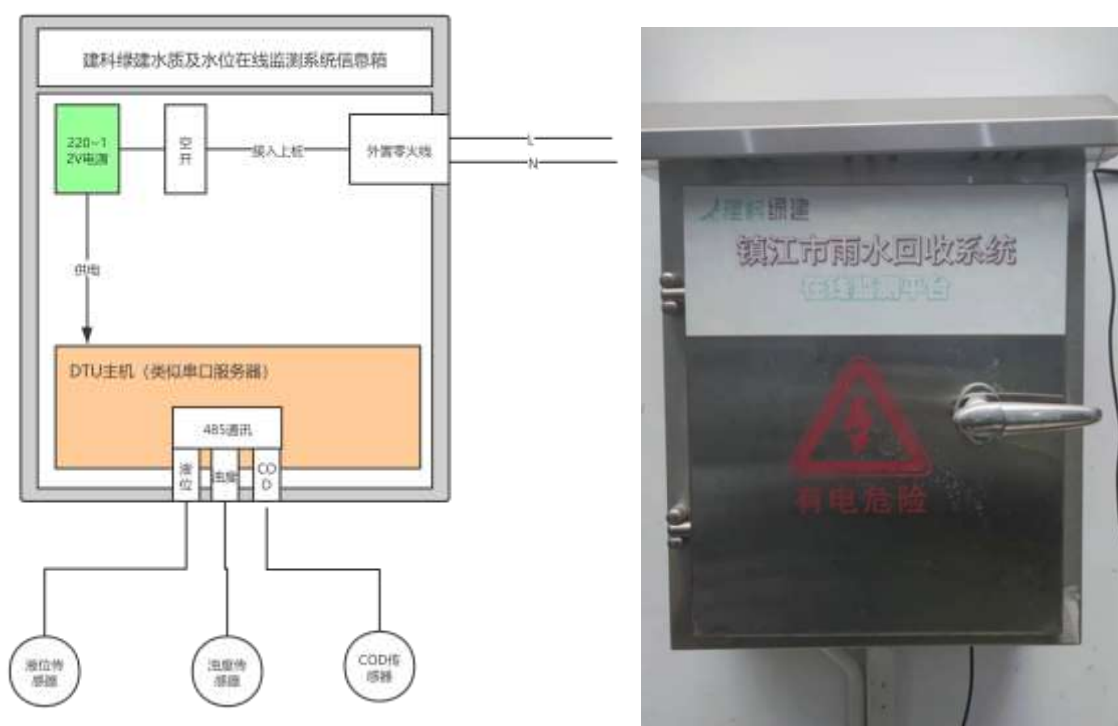 建科绿建水质及水位在线监测系统信息箱
220~1
2V电源
空
开
接入上桩
外置零火线
L
N
供电
DTU主机（类似串口服务器）
485通讯
液
位
浊度
CO
D
液位传
感器
浊度传
感器
COD传
感器
建科绿建
镇江市雨水回收系统
在线监测平台
有电危险